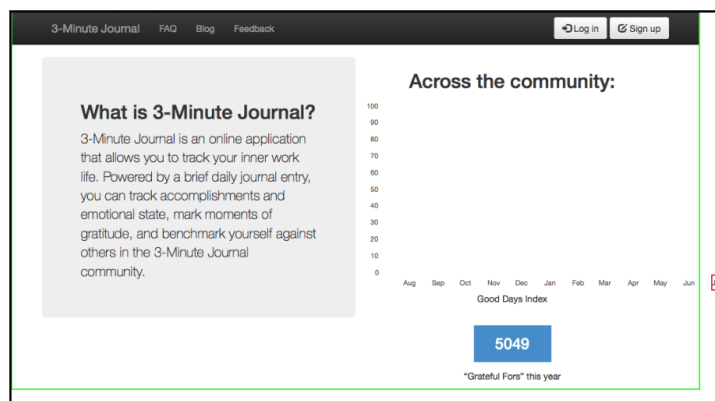 3-Minute Journal FAQ Blog Feedback Log in Sign up
What is 3-Minute Journal?
3-Minute Journal is an online application
that allows you to track your inner work
life. Powered by a brief daily journal entry,
you can track accomplishments and
emotional state, mark moments of
gratitude, and benchmark yourself against
others in the 3-Minute Journal
community.
Across the community:
100
90
80
70
60
50
40
30
20
10
0
Aug Sep Oct Nov Dec Jan Feb Mar Apr May Jun
Good Days Index
5049
“Grateful Fors” this year